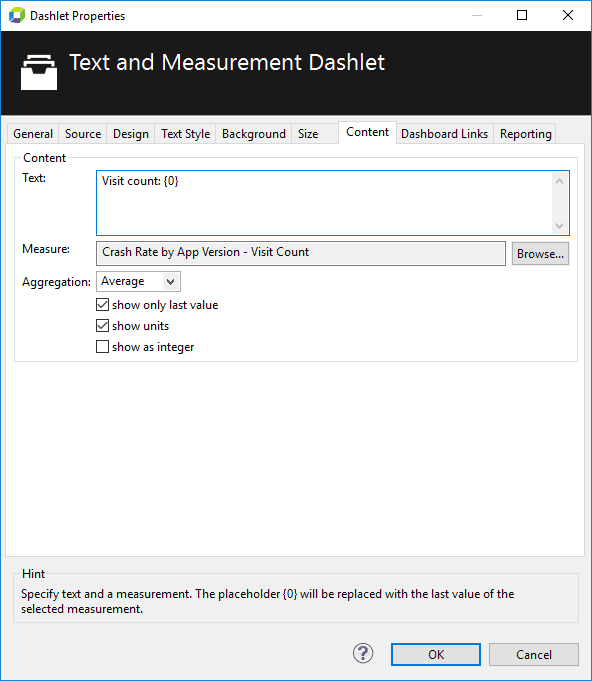 Dashlet Properties
Text and Measurement Dashlet
General Source Design Text Style Background Size Content Dashboard Links Reporting
Content
Text:
Visit count: {0}
Measure:
Crash Rate by App Version - Visit Count
Browse...
Aggregation:
Average
show only last value
show units
show as integer
Hint
Specify text and a measurement. The placeholder {0} will be replaced with the last value of the
selected measurement.
?
OK
Cancel